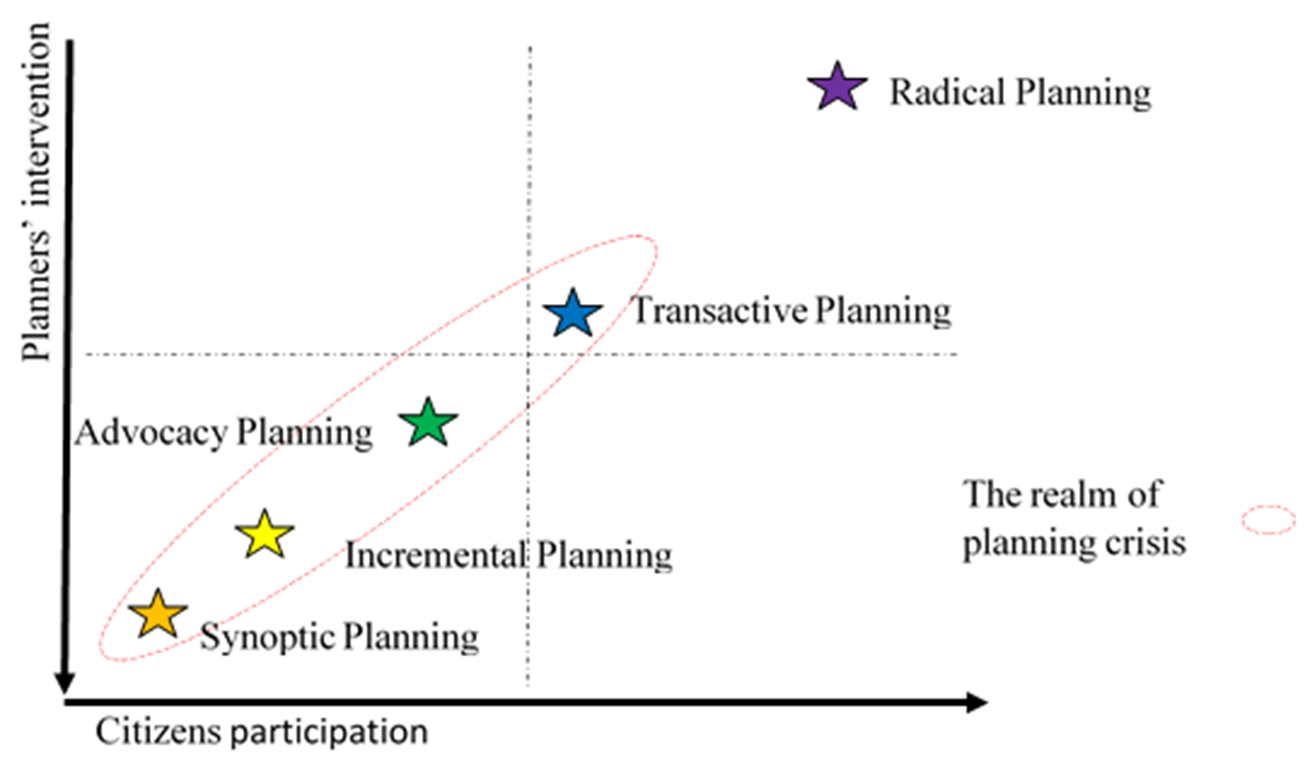 Planners' intervention
Radical Planning
Transactive Planning
Advocacy Planning
The realm of
planning crisis
Incremental Planning
Synoptic Planning
Citizens participation